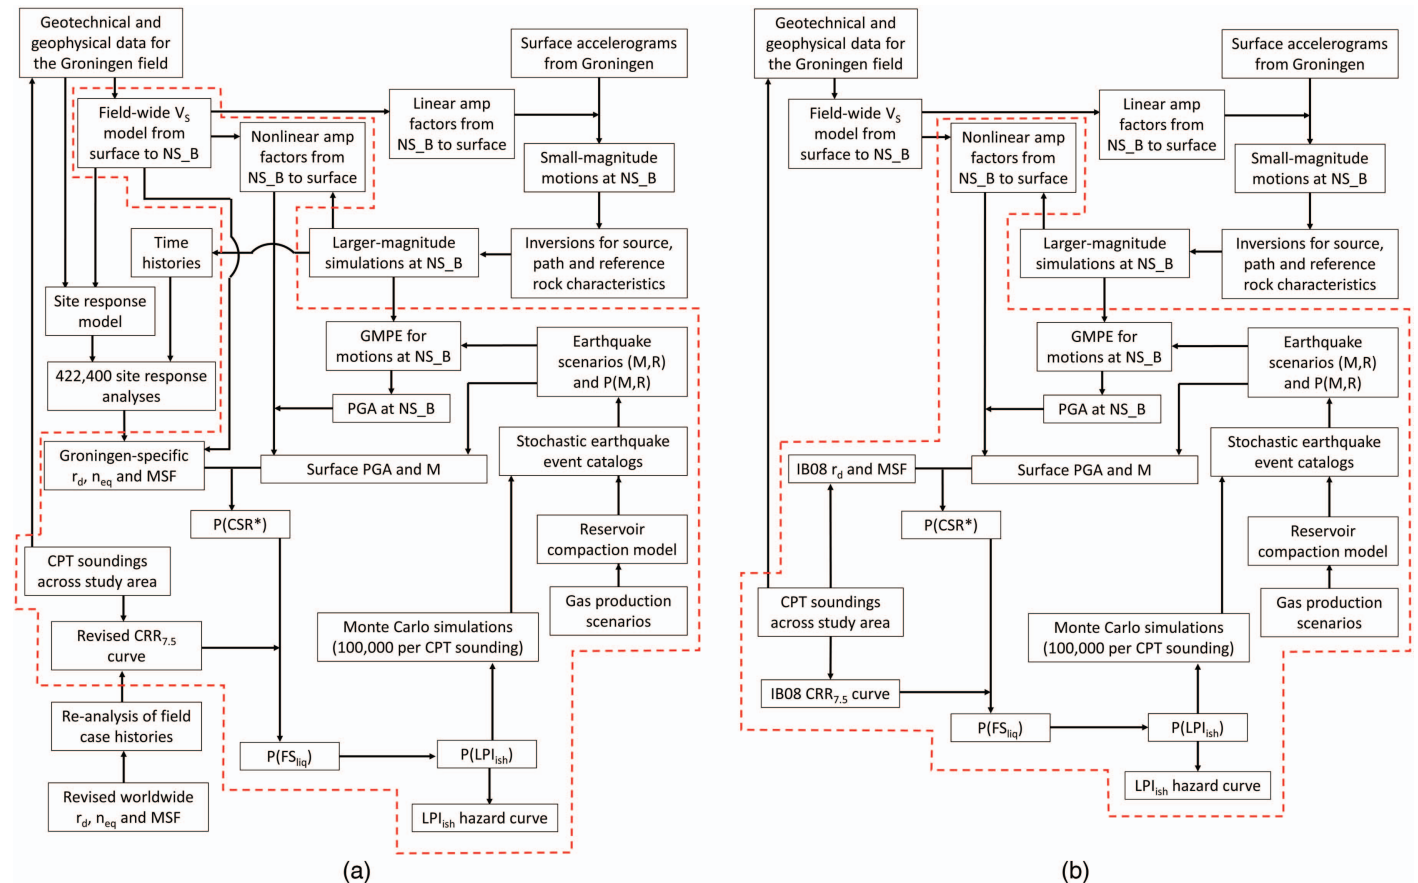 Geotechnical and
geophysical data for
the Groningen field
Surface accelerograms
from Groningen
Field-wide V_S
model from
surface to NS_B
Linear amp
factors from
NS_B to surface
Nonlinear amp
factors from
NS_B to surface
Small-magnitude
motions at NS_B
Time
histories
Larger-magnitude
simulations at NS_B
Inversions for source,
path and reference
rock characteristics
Site response
model
GMPE for
motions at NS_B
Earthquake
scenarios (M,R)
and P(M,R)
422,400 site response
analyses
PGA at NS_B
Groningen-specific
r_d, n_eq and MSF
Surface PGA and M
Stochastic earthquake
event catalogs
P(CSR*)
Reservoir
compaction model
CPT soundings
across study area
Gas production
scenarios
Revised CRR_7.5
curve
Monte Carlo simulations
(100,000 per CPT sounding)
Re-analysis of field
case histories
P(FS_liq)
P(LPI_ish)
Revised worldwide
r_d, n_eq and MSF
LPI_ish hazard curve
(a)
Geotechnical and
geophysical data for
the Groningen field
Surface accelerograms
from Groningen
Field-wide V_S
model from
surface to NS_B
Linear amp
factors from
NS_B to surface
Nonlinear amp
factors from
NS_B to surface
Small-magnitude
motions at NS_B
Larger-magnitude
simulations at NS_B
Inversions for source,
path and reference
rock characteristics
GMPE for
motions at NS_B
Earthquake
scenarios (M,R)
and P(M,R)
PGA at NS_B
IB08 r_d and MSF
Surface PGA and M
Stochastic earthquake
event catalogs
P(CSR*)
Reservoir
compaction model
CPT soundings
across study area
Gas production
scenarios
Monte Carlo simulations
(100,000 per CPT sounding)
IB08 CRR_7.5 curve
P(FS_liq)
P(LPI_ish)
LPI_ish hazard curve
(b)